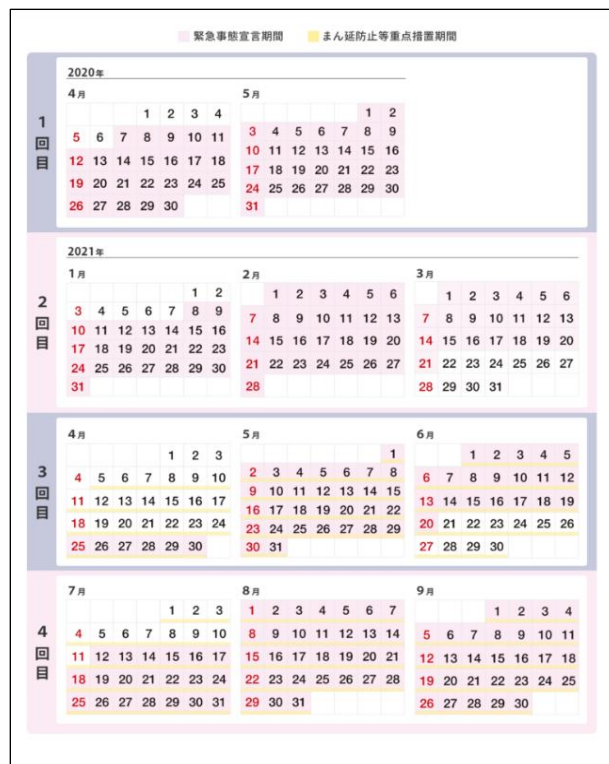 緊急事態宣言期間 まん延防止等重点措置期間
1回目
2020年
4月 5月
1 2 3 4 1 2
5 6 7 8 9 10 11 3 4 5 6 7 8 9
12 13 14 15 16 17 18 10 11 12 13 14 15 16
19 20 21 22 23 24 25 17 18 19 20 21 22 23
26 27 28 29 30 24 25 26 27 28 29 30
31
2回目
2021年
1月 2月 3月
1 2 1 2 3 4 5 6 1 2 3 4 5 6
3 4 5 6 7 8 9 7 8 9 10 11 12 13 7 8 9 10 11 12 13
10 11 12 13 14 15 16 14 15 16 17 18 19 20 14 15 16 17 18 19 20
17 18 19 20 21 22 23 21 22 23 24 25 26 27 21 22 23 24 25 26 27
24 25 26 27 28 29 30 28 28 29 30 31
31
3回目
4月 5月 6月
1 2 3 1 1 2 3 4 5
4 5 6 7 8 9 10 2 3 4 5 6 7 8 6 7 8 9 10 11 12
11 12 13 14 15 16 17 9 10 11 12 13 14 15 13 14 15 16 17 18 19
18 19 20 21 22 23 24 16 17 18 19 20 21 22 20 21 22 23 24 25 26
25 26 27 28 29 30 23 24 25 26 27 28 29 27 28 29 30
30 31
4回目
7月 8月 9月
1 2 3 1 2 3 4 5 6 7 1 2 3 4
4 5 6 7 8 9 10 8 9 10 11 12 13 14 5 6 7 8 9 10 11
11 12 13 14 15 16 17 15 16 17 18 19 20 21 12 13 14 15 16 17 18
18 19 20 21 22 23 24 22 23 24 25 26 27 28 19 20 21 22 23 24 25
25 26 27 28 29 30 31 29 30 31 26 27 28 29 30